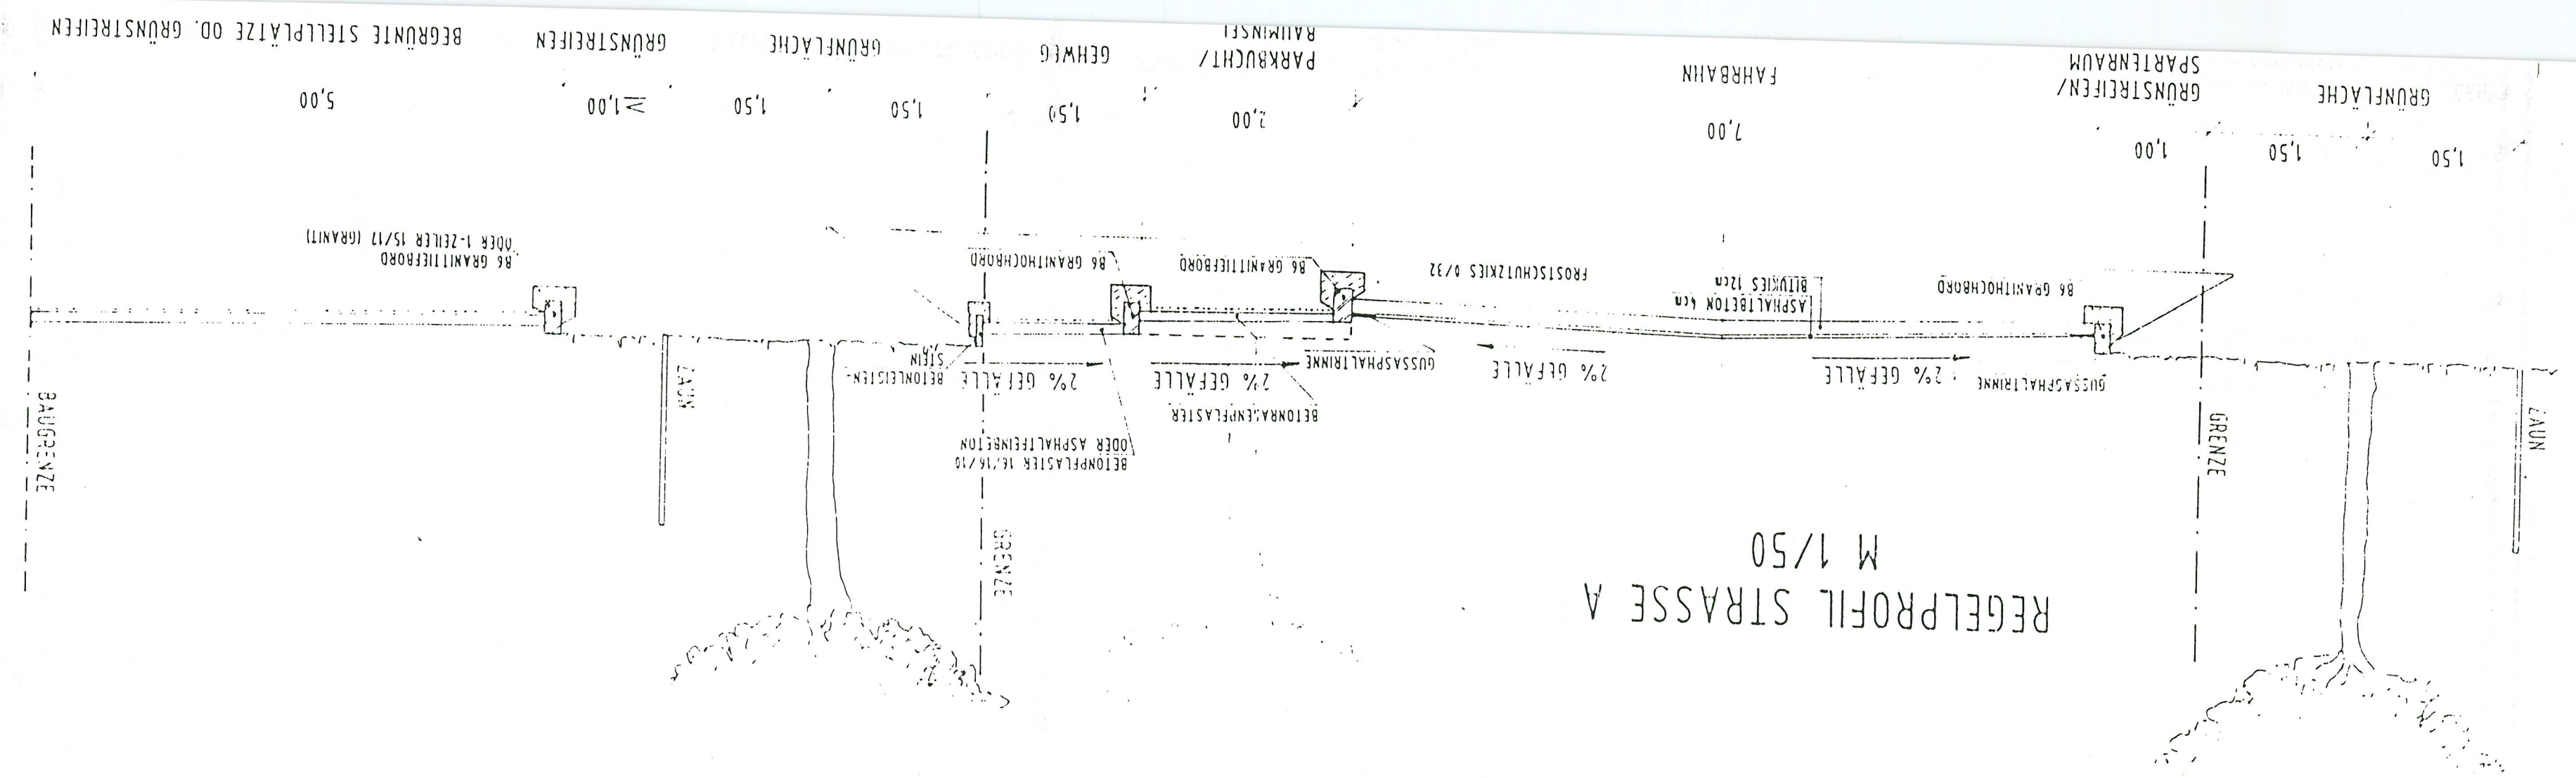 REGELPROFIL STRASSE A
M 1/50
ZAUN
GRENZE
GRENZE
ZAUN
BAUGRENZE
BETONPFLASTER 16/16/10
ODER ASPHALTFEINBETON
BETONRASENPFLASTER
GUSSASPHALTRINNE
2% GEFÄLLE
2% GEFÄLLE
GUSSASPHALTRINNE
2% GEFÄLLE
2% GEFÄLLE
BETONLEISTEN-
STEIN
B6 GRANITHOCHBORD
ASPHALTBETON 4cm
BITUKIES 12cm
FROSTSCHUTZKIES 0/32
B6 GRANITTIEFBORD
B6 GRANITHOCHBORD
B6 GRANITTIEFBORD
ODER 1-ZEILER 15/17 (GRANIT)
1,50
1,50
1,00
7,00
2,00
1,50
1,50
1,50
≥1,00
5,00
GRÜNFLÄCHE
GRÜNSTREIFEN/
SPARTENRAUM
FAHRBAHN
PARKBUCHT/
BAUMINSEL
GEHWEG
GRÜNFLÄCHE
GRÜNSTREIFEN
BEGRÜNTE STELLPLÄTZE OD. GRÜNSTREIFEN